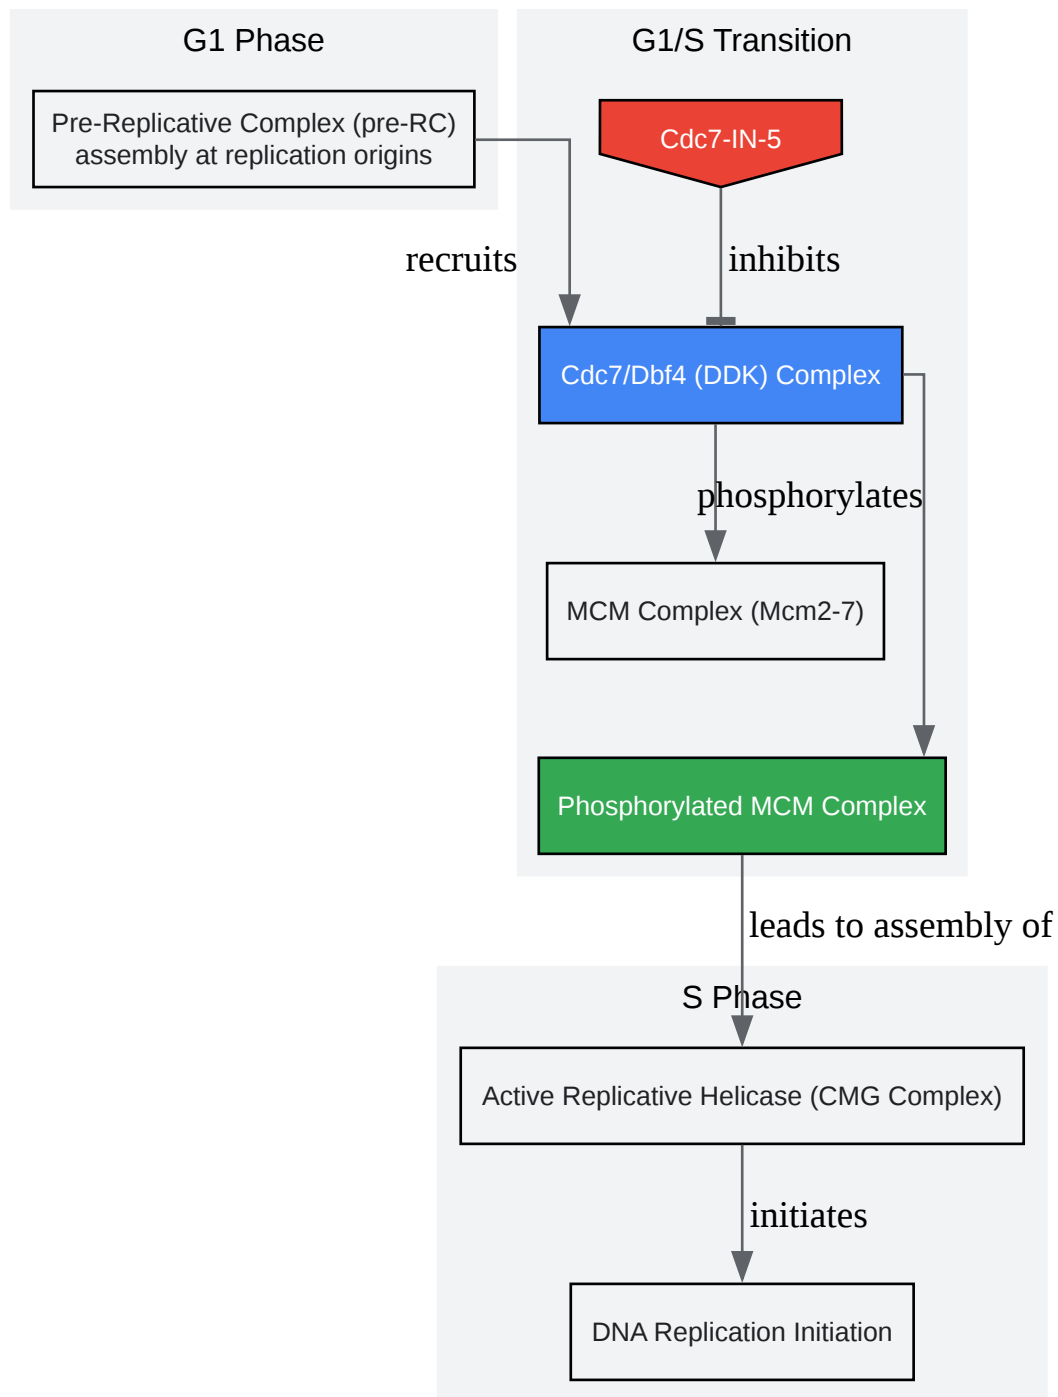 G1 Phase
G1/S Transition
Pre-Replicative Complex (pre-RC)
assembly at replication origins
Cdc7-IN-5
recruits
inhibits
Cdc7/Dbf4 (DDK) Complex
phosphorylates
MCM Complex (Mcm2-7)
Phosphorylated MCM Complex
leads to assembly of
S Phase
Active Replicative Helicase (CMG Complex)
initiates
DNA Replication Initiation